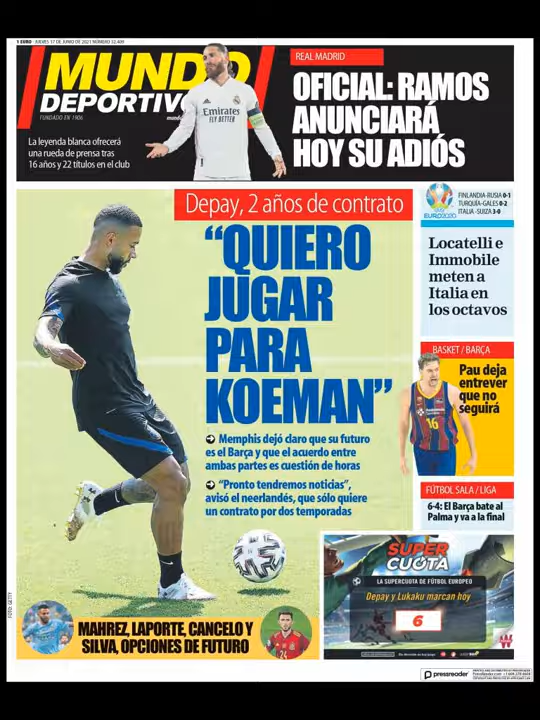 1 EURO JUEVES 17 DE JUNIO DE 2021 NÚMERO 32.409
MUNDO
DEPORTIVO
FUNDADO EN 1906
La leyenda blanca ofrecerá
una rueda de prensa tras
16 años y 22 títulos en el club
Emirates
FLY BETTER
REAL MADRID
OFICIAL: RAMOS
ANUNCIARÁ
HOY SU ADIÓS
Depay, 2 años de contrato
“QUIERO
JUGAR
PARA
KOEMAN”
➔ Memphis dejó claro que su futuro
es el Barça y que el acuerdo entre
ambas partes es cuestión de horas
➔ “Pronto tendremos noticias”,
avisó el neerlandés, que sólo quiere
un contrato por dos temporadas
FOTO: GETTY
MAHREZ, LAPORTE, CANCELO Y
SILVA, OPCIONES DE FUTURO
24
EURO2020
FINLANDIA-RUSIA 0-1
TURQUÍA-GALES 0-2
ITALIA-SUIZA 3-0
Locatelli e
Immobile
meten a
Italia en
los octavos
BASKET / BARÇA
Pau deja
entrever
que no
seguirá
16
FÚTBOL SALA / LIGA
6-4: El Barça bate al
Palma y va a la final
SUPER
CUOTA
LA SUPERCUOTA DE FÚTBOL EUROPEO
Depay y Lukaku marcan hoy
6
W
pressreader